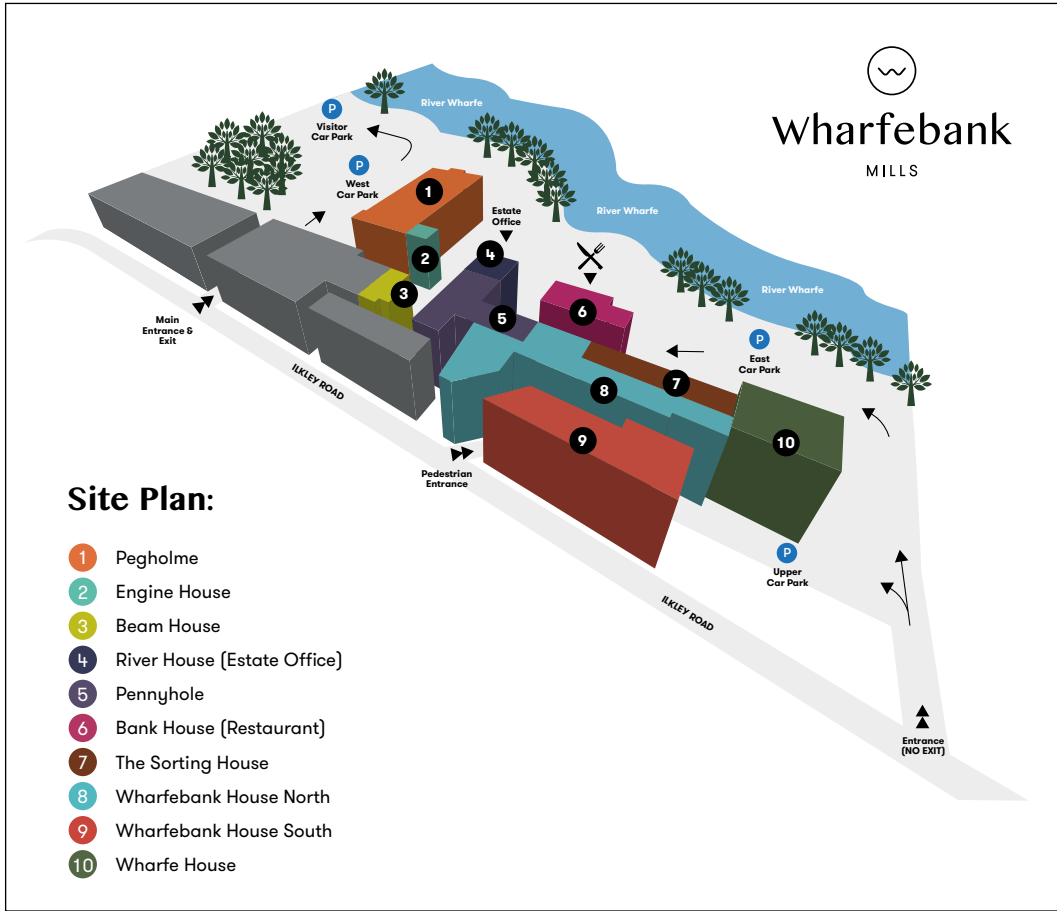 Wharfebank
MILLS
River Wharfe
P
Visitor
Car Park
P
West
Car Park
1
River Wharfe
Estate
Office
2
4
3
5
6
River Wharfe
P
East
Car Park
Main
Entrance &
Exit
ILKLEY ROAD
7
8
9
10
Pedestrian
Entrance
P
Upper
Car Park
ILKLEY ROAD
Entrance
(NO EXIT)
Site Plan:
1 Pegholme
2 Engine House
3 Beam House
4 River House (Estate Office)
5 Pennyhole
6 Bank House (Restaurant)
7 The Sorting House
8 Wharfebank House North
9 Wharfebank House South
10 Wharfe House